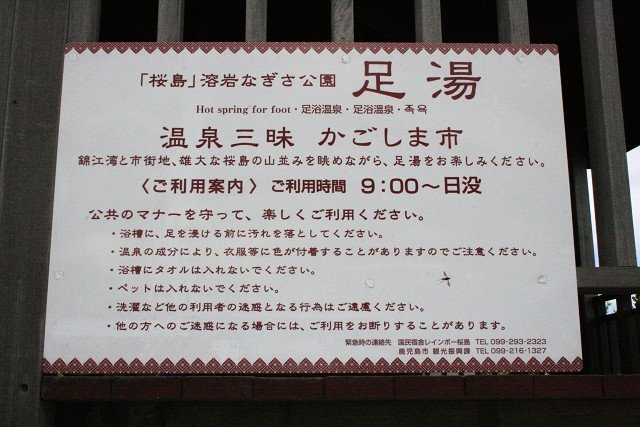 「桜島」溶岩なぎさ公園 足湯
Hot spring for foot・足浴温泉・足浴溫泉・족욕
温泉三昧 かごしま市
錦江湾と市街地、雄大な桜島の山並みを眺めながら、足湯をお楽しみください。
〈ご利用案内〉 ご利用時間 9:00～日没
公共のマナーを守って、楽しくご利用ください。
・浴槽に、足を浸ける前に汚れを落としてください。
・温泉の成分により、衣服等に色が付着することがありますのでご注意ください。
・浴槽にタオルは入れないでください。
・ペットは入れないでください。
・洗濯など他の利用者の迷惑となる行為はご遠慮ください。
・他の方へのご迷惑になる場合には、ご利用をお断りすることがあります。
緊急時の連絡先 国民宿舎レインボー桜島 TEL 099-293-2323
鹿児島市 観光振興課 TEL 099-216-1327